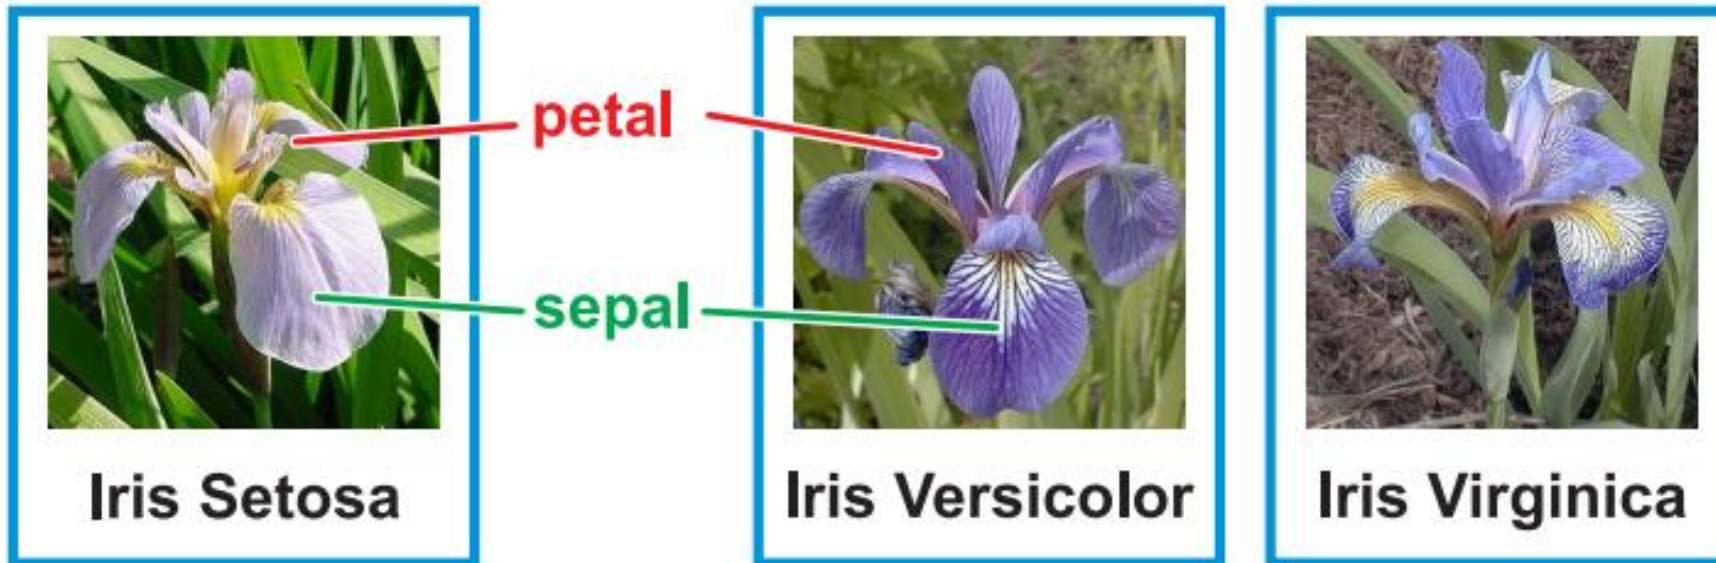 petal
sepal
Iris Setosa
Iris Versicolor
Iris Virginica